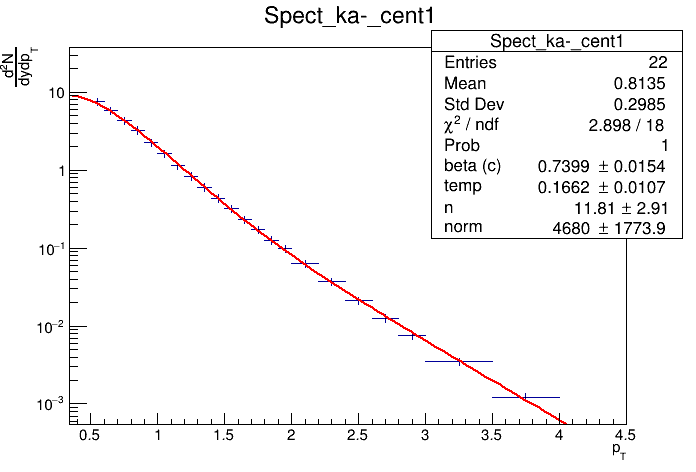 Spect_ka-_cent1
Spect_ka-_cent1
Entries 22
Mean 0.8135
Std Dev 0.2985
χ² / ndf 2.898 / 18
Prob 1
beta (c) 0.7399 ± 0.0154
temp 0.1662 ± 0.0107
n 11.81 ± 2.91
norm 4680 ± 1773.9
d²N
dydp_T
10
1
10⁻¹
10⁻²
10⁻³
0.5 1 1.5 2 2.5 3 3.5 4 4.5
p_T